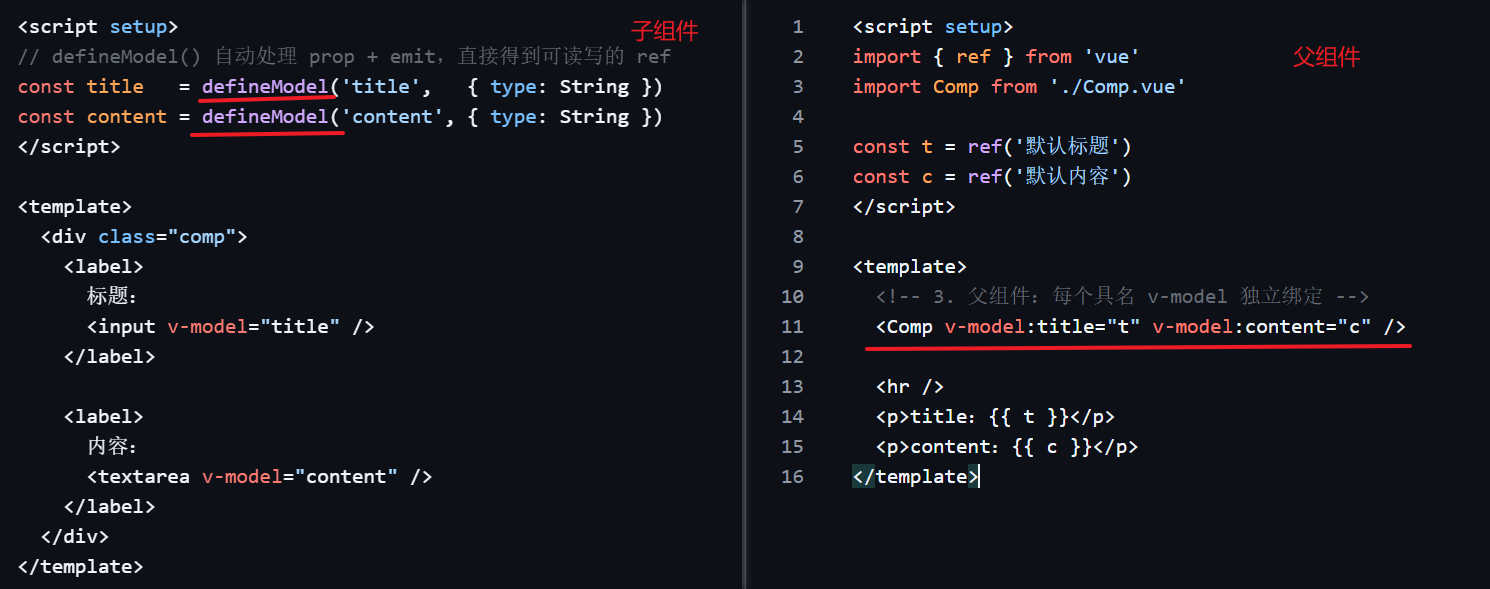 <script setup>
子组件
// defineModel() 自动处理 prop + emit，直接得到可读写的 ref
const title   = defineModel('title',   { type: String })
const content = defineModel('content', { type: String })
</script>
<template>
  <div class="comp">
    <label>
      标题：
      <input v-model="title" />
    </label>
    <label>
      内容：
      <textarea v-model="content" />
    </label>
  </div>
</template>
1 <script setup>
2 import { ref } from 'vue'
父组件
3 import Comp from './Comp.vue'
4
5 const t = ref('默认标题')
6 const c = ref('默认内容')
7 </script>
8
9 <template>
10   <!-- 3. 父组件：每个具名 v-model 独立绑定 -->
11   <Comp v-model:title="t" v-model:content="c" />
12
13   <hr />
14   <p>title：{{ t }}</p>
15   <p>content：{{ c }}</p>
16 </template>